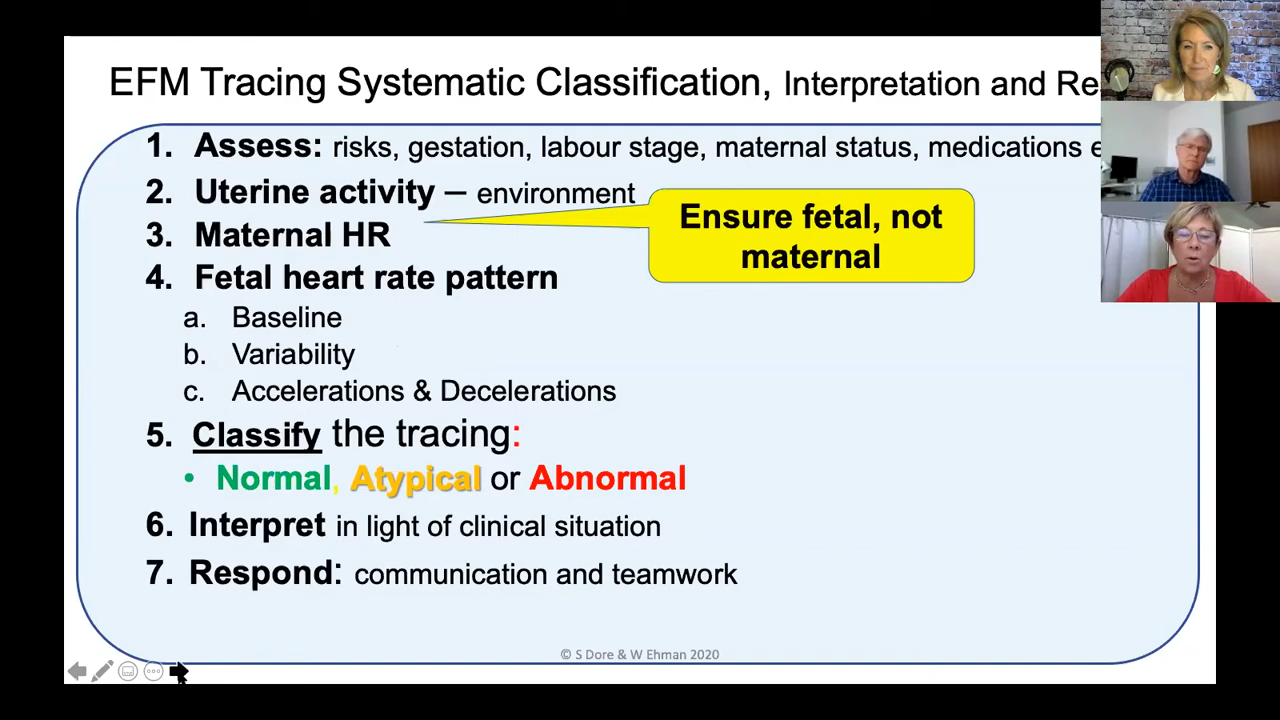 EFM Tracing Systematic Classification, Interpretation and Re
1. Assess: risks, gestation, labour stage, maternal status, medications e
2. Uterine activity – environment
Ensure fetal, not
maternal
3. Maternal HR
4. Fetal heart rate pattern
a. Baseline
b. Variability
c. Accelerations & Decelerations
5. Classify the tracing:
• Normal, Atypical or Abnormal
6. Interpret in light of clinical situation
7. Respond: communication and teamwork
© S Dore & W Ehman 2020